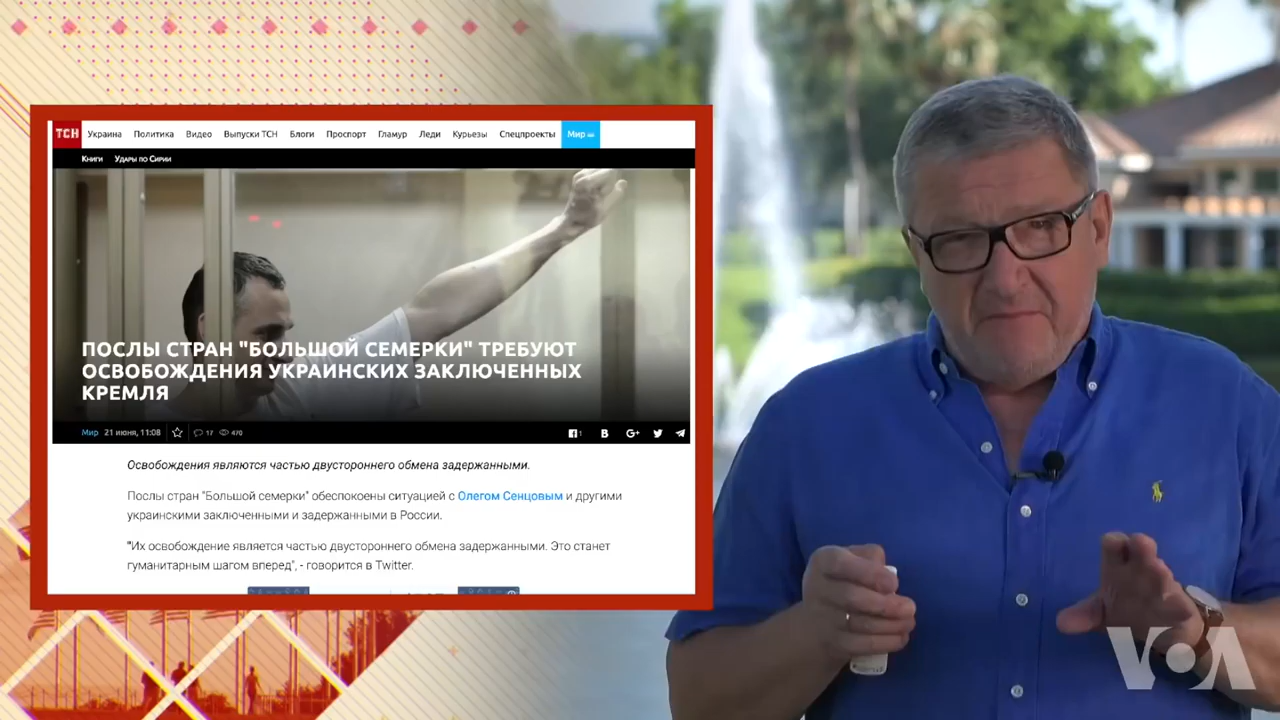 ТСН Украина Политика Видео Выпуски ТСН Блоги Проспорт Гламур Леди Курьезы Спецпроекты Мир
Книги Удары по Сирии
ПОСЛЫ СТРАН "БОЛЬШОЙ СЕМЕРКИ" ТРЕБУЮТ
ОСВОБОЖДЕНИЯ УКРАИНСКИХ ЗАКЛЮЧЕННЫХ
КРЕМЛЯ
Мир 21 июня, 11:08 17 470 1 B G+
Освобождения являются частью двустороннего обмена задержанными.
Послы стран "Большой семерки" обеспокоены ситуацией с Олегом Сенцовым и другими
украинскими заключенными и задержанными в России.
"Их освобождение является частью двустороннего обмена задержанными. Это станет
гуманитарным шагом вперед", - говорится в Twitter.
VOA